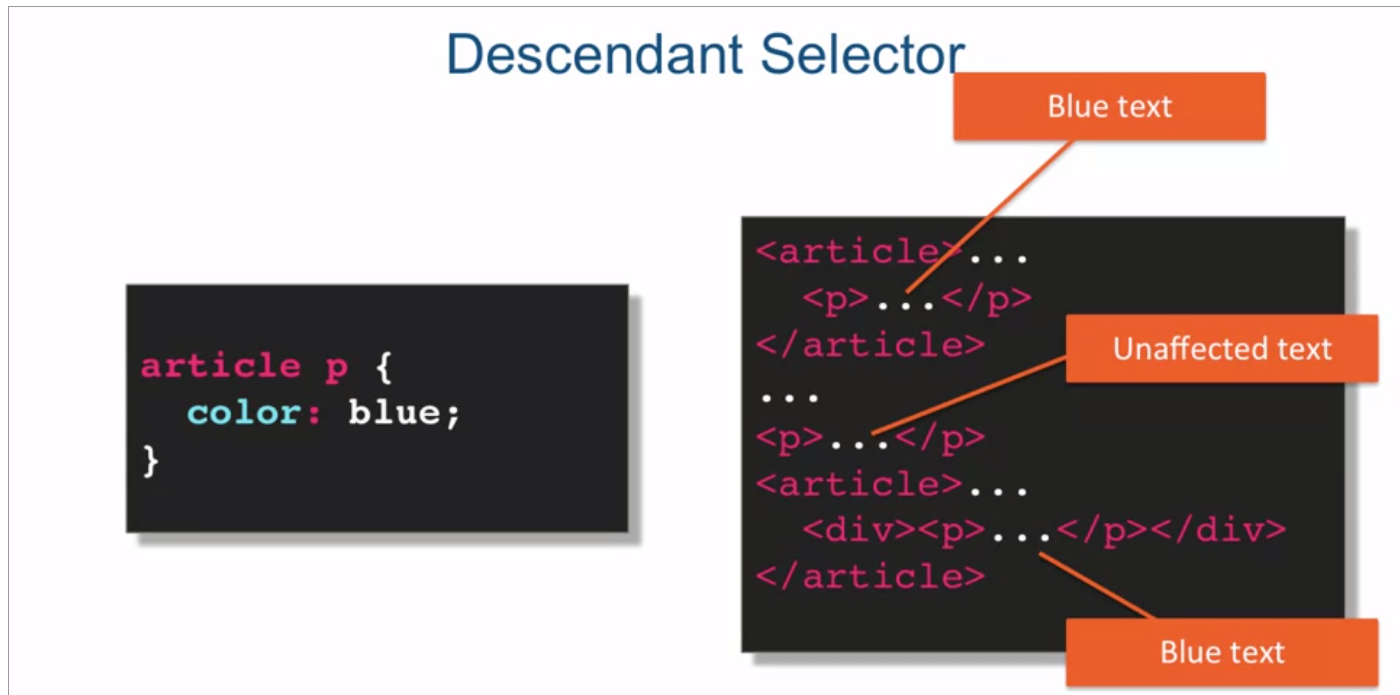 Descendant Selector
Blue text
article p {
  color: blue;
}
<article>...
  <p>...</p>
</article>
Unaffected text
...
<p>...</p>
<article>...
  <div><p>...</p></div>
</article>
Blue text